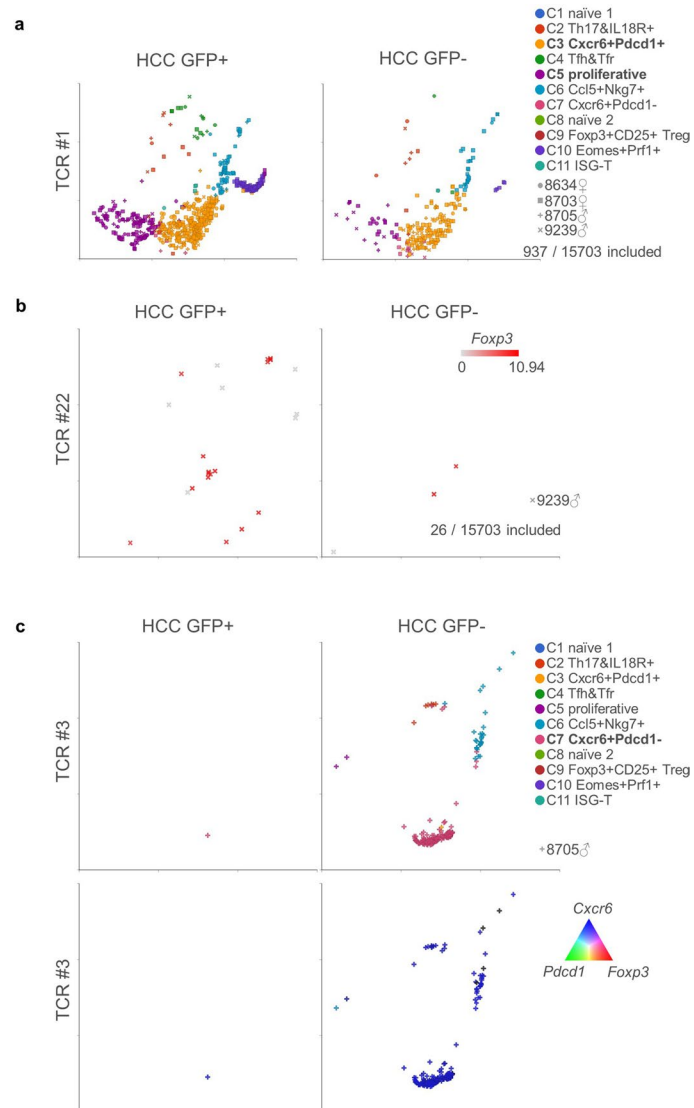 a
HCC GFP+
HCC GFP-
TCR #1
C1 naïve 1
C2 Th17&IL18R+
C3 Cxcr6+Pdcd1+
C4 Tfh&Tfr
C5 proliferative
C6 Ccl5+Nkg7+
C7 Cxcr6+Pdcd1-
C8 naïve 2
C9 Foxp3+CD25+ Treg
C10 Eomes+Prf1+
C11 ISG-T
8634♀
8703♀
8705♂
9239♂
937 / 15703 included
b
HCC GFP+
HCC GFP-
TCR #22
Foxp3
0 10.94
9239♂
26 / 15703 included
c
HCC GFP+
HCC GFP-
TCR #3
C1 naïve 1
C2 Th17&IL18R+
C3 Cxcr6+Pdcd1+
C4 Tfh&Tfr
C5 proliferative
C6 Ccl5+Nkg7+
C7 Cxcr6+Pdcd1-
C8 naïve 2
C9 Foxp3+CD25+ Treg
C10 Eomes+Prf1+
C11 ISG-T
8705♂
TCR #3
Cxcr6
Pdcd1 Foxp3